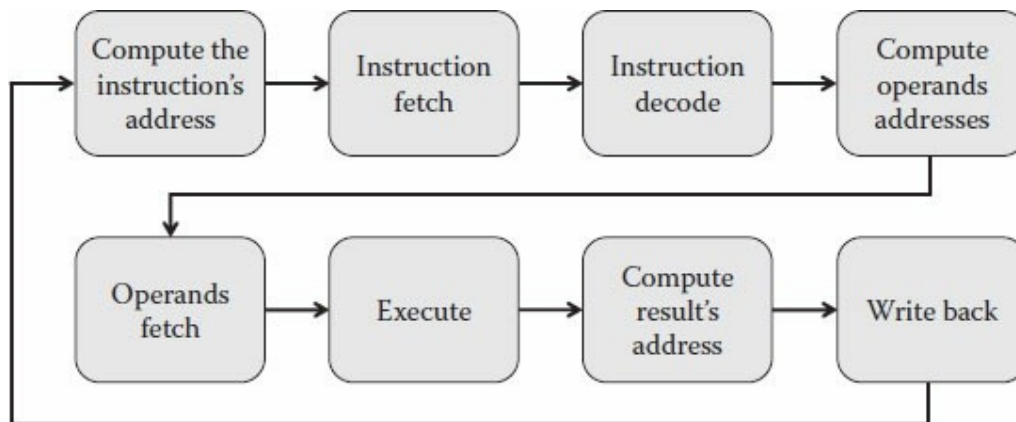 Compute the
instruction's
address
Instruction
fetch
Instruction
decode
Compute
operands
addresses
Operands
fetch
Execute
Compute
result's
address
Write back